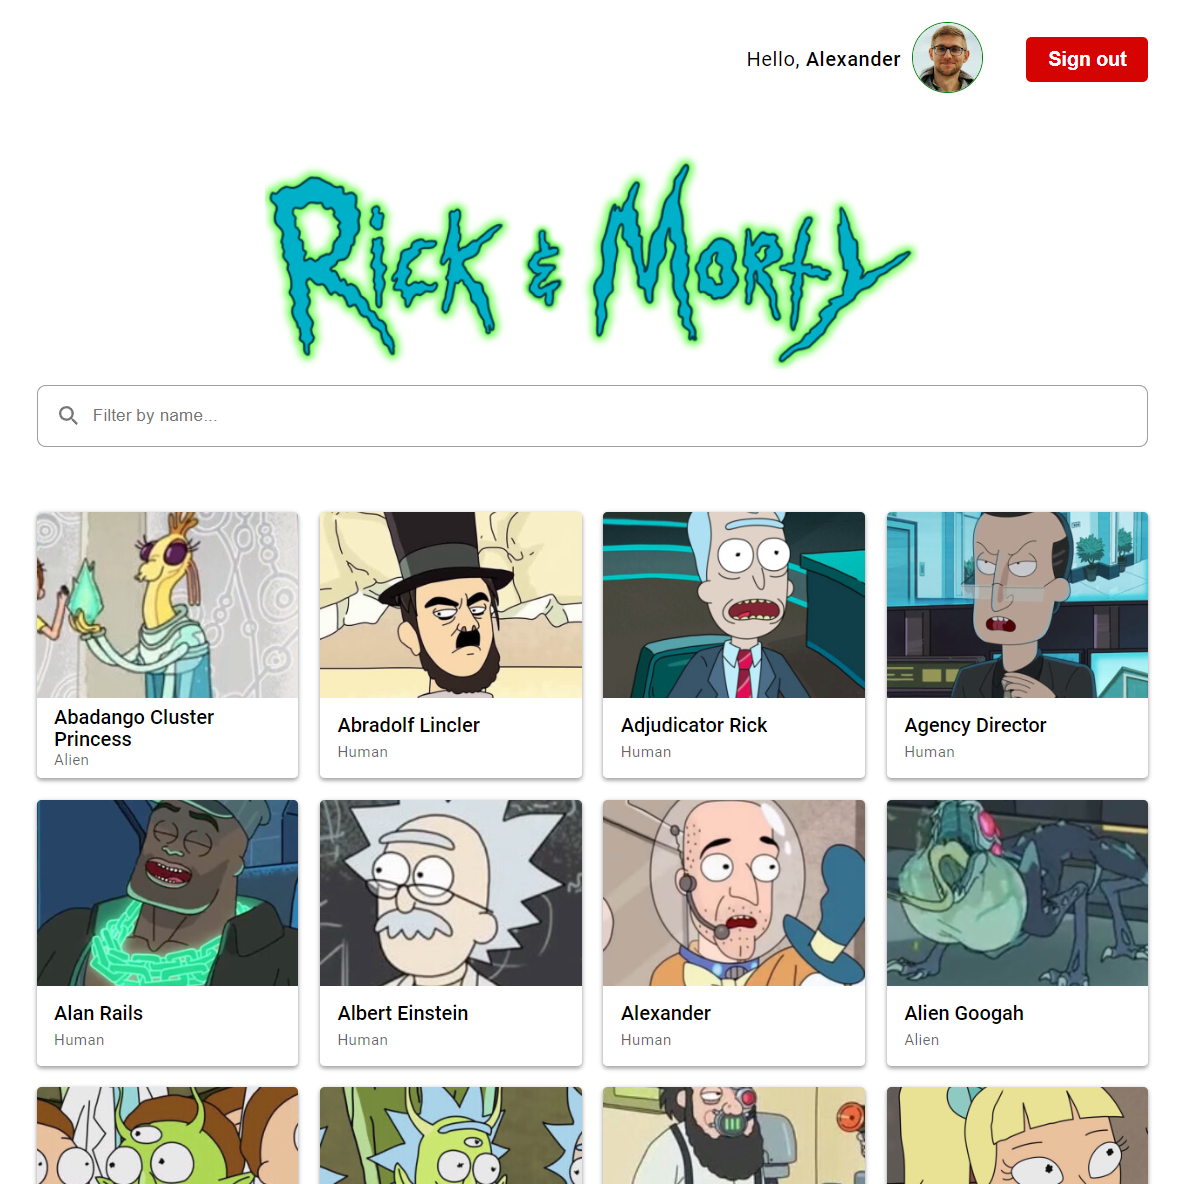 Hello, Alexander
Sign out
Rick & Morty
Filter by name...
Abadango Cluster
Princess
Alien
Abradolf Lincler
Human
Adjudicator Rick
Human
Agency Director
Human
Alan Rails
Human
Albert Einstein
Human
Alexander
Human
Alien Googah
Alien